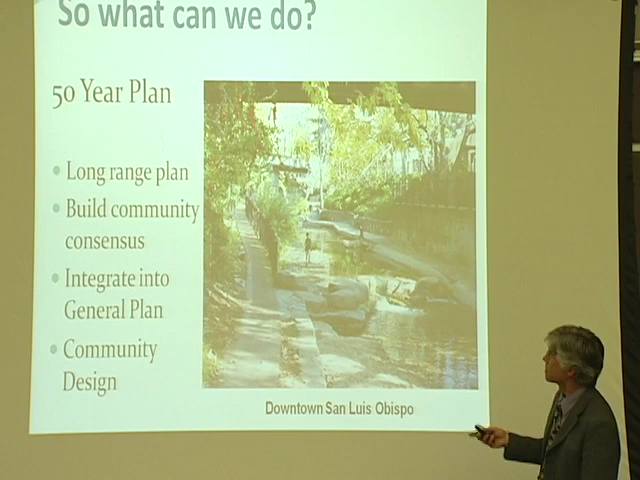 So what can we do?
50 Year Plan
Long range plan
Build community
consensus
Integrate into
General Plan
Community
Design
Downtown San Luis Obispo